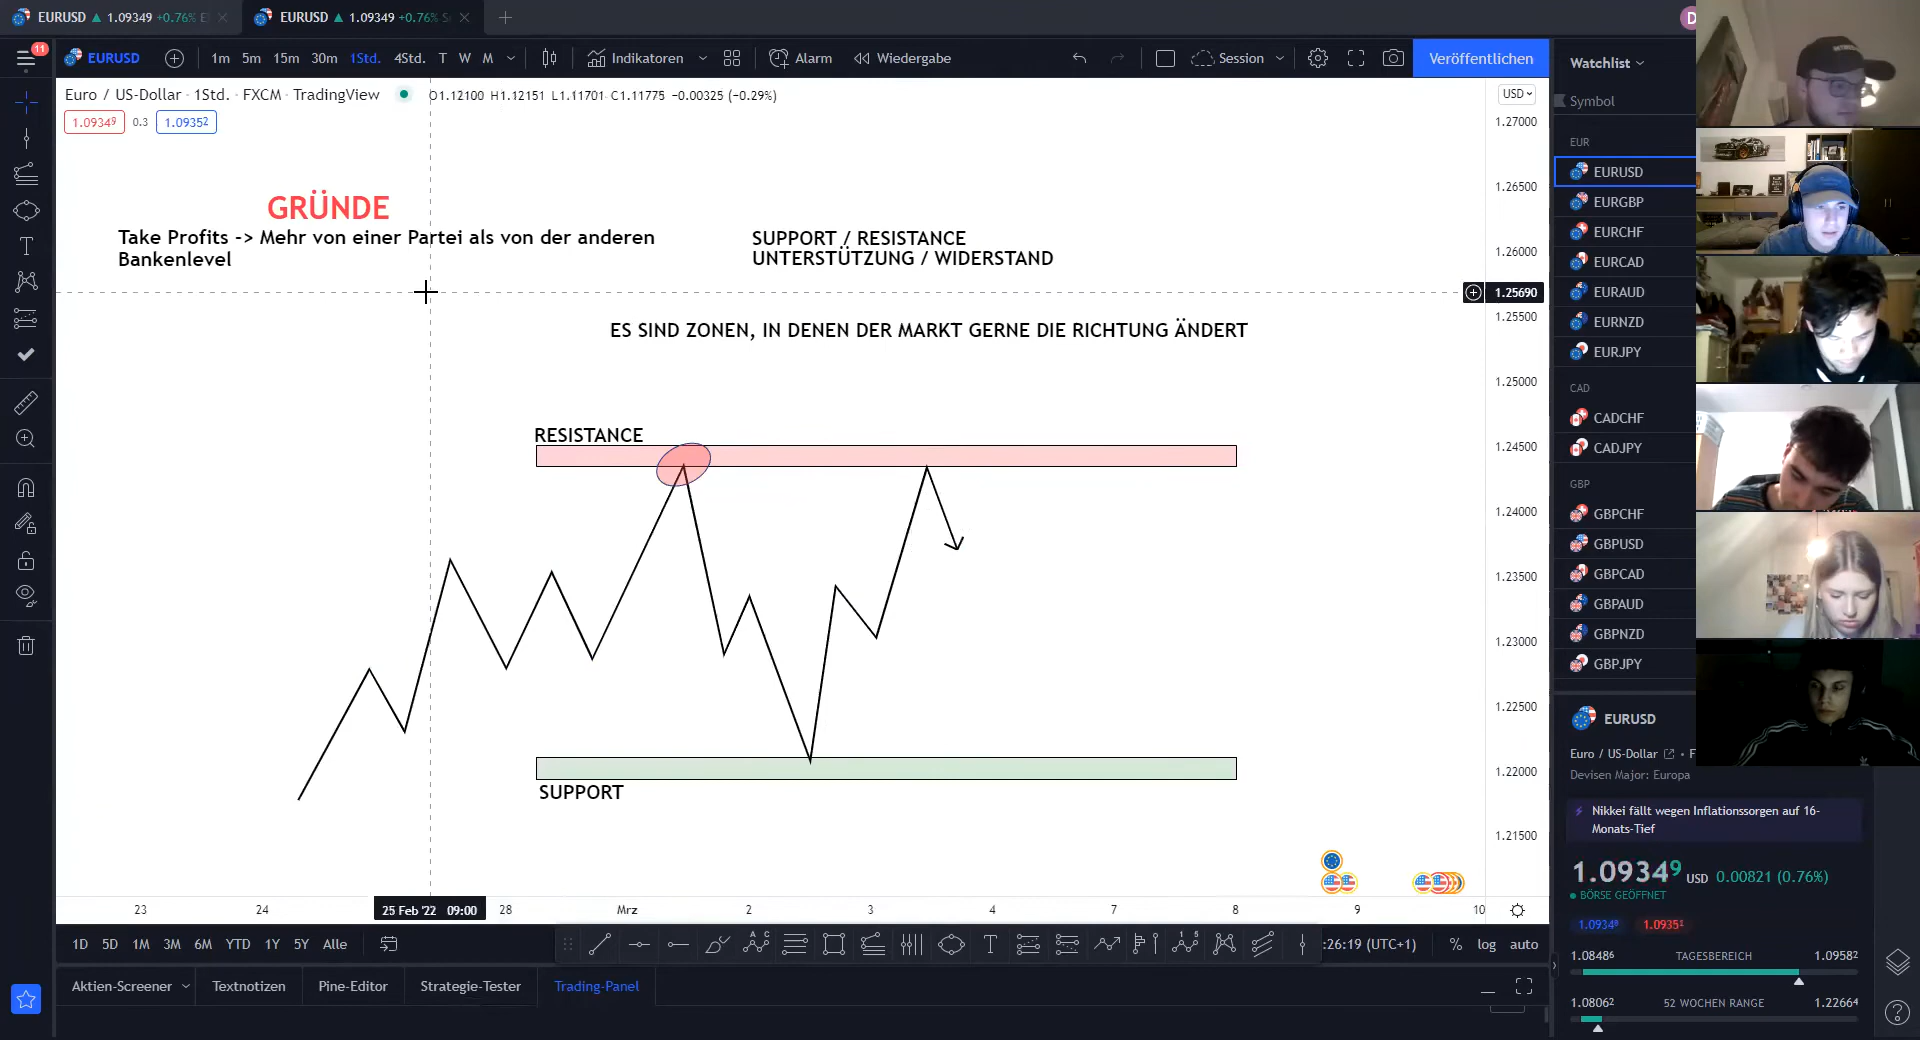 EURUSD ▲ 1.09349 +0.76% E
EURUSD ▲ 1.09349 +0.76% S
11
EURUSD
1m 5m 15m 30m 1Std. 4Std. T W M
Indikatoren
Alarm
Wiedergabe
Session
Veröffentlichen
Euro / US-Dollar · 1Std. · FXCM · TradingView
O1.12100 H1.12151 L1.11701 C1.11775 −0.00325 (−0.29%)
1.09349 0.3 1.09352
USD
GRÜNDE
Take Profits -> Mehr von einer Partei als von der anderen
Bankenlevel
SUPPORT / RESISTANCE
UNTERSTÜTZUNG / WIDERSTAND
ES SIND ZONEN, IN DENEN DER MARKT GERNE DIE RICHTUNG ÄNDERT
RESISTANCE
SUPPORT
1.27000
1.26500
1.26000
1.25690
1.25500
1.25000
1.24500
1.24000
1.23500
1.23000
1.22500
1.22000
1.21500
23 24 25 Feb '22 09:00 28 Mrz 2 3 4 7 8 9 10
1D 5D 1M 3M 6M YTD 1Y 5Y Alle
:26:19 (UTC+1) % log auto
Aktien-Screener Textnotizen Pine-Editor Strategie-Tester Trading-Panel
Watchlist
Symbol
EUR
EURUSD
EURGBP
EURCHF
EURCAD
EURAUD
EURNZD
EURJPY
CAD
CADCHF
CADJPY
GBP
GBPCHF
GBPUSD
GBPCAD
GBPAUD
GBPNZD
GBPJPY
EURUSD
Euro / US-Dollar • F
Devisen Major: Europa
Nikkei fällt wegen Inflationssorgen auf 16-
Monats-Tief
1.09349 USD 0.00821 (0.76%)
BÖRSE GEÖFFNET
1.09349 1.09351
1.08486 TAGESBEREICH 1.09582
1.08062 52 WOCHEN RANGE 1.22664